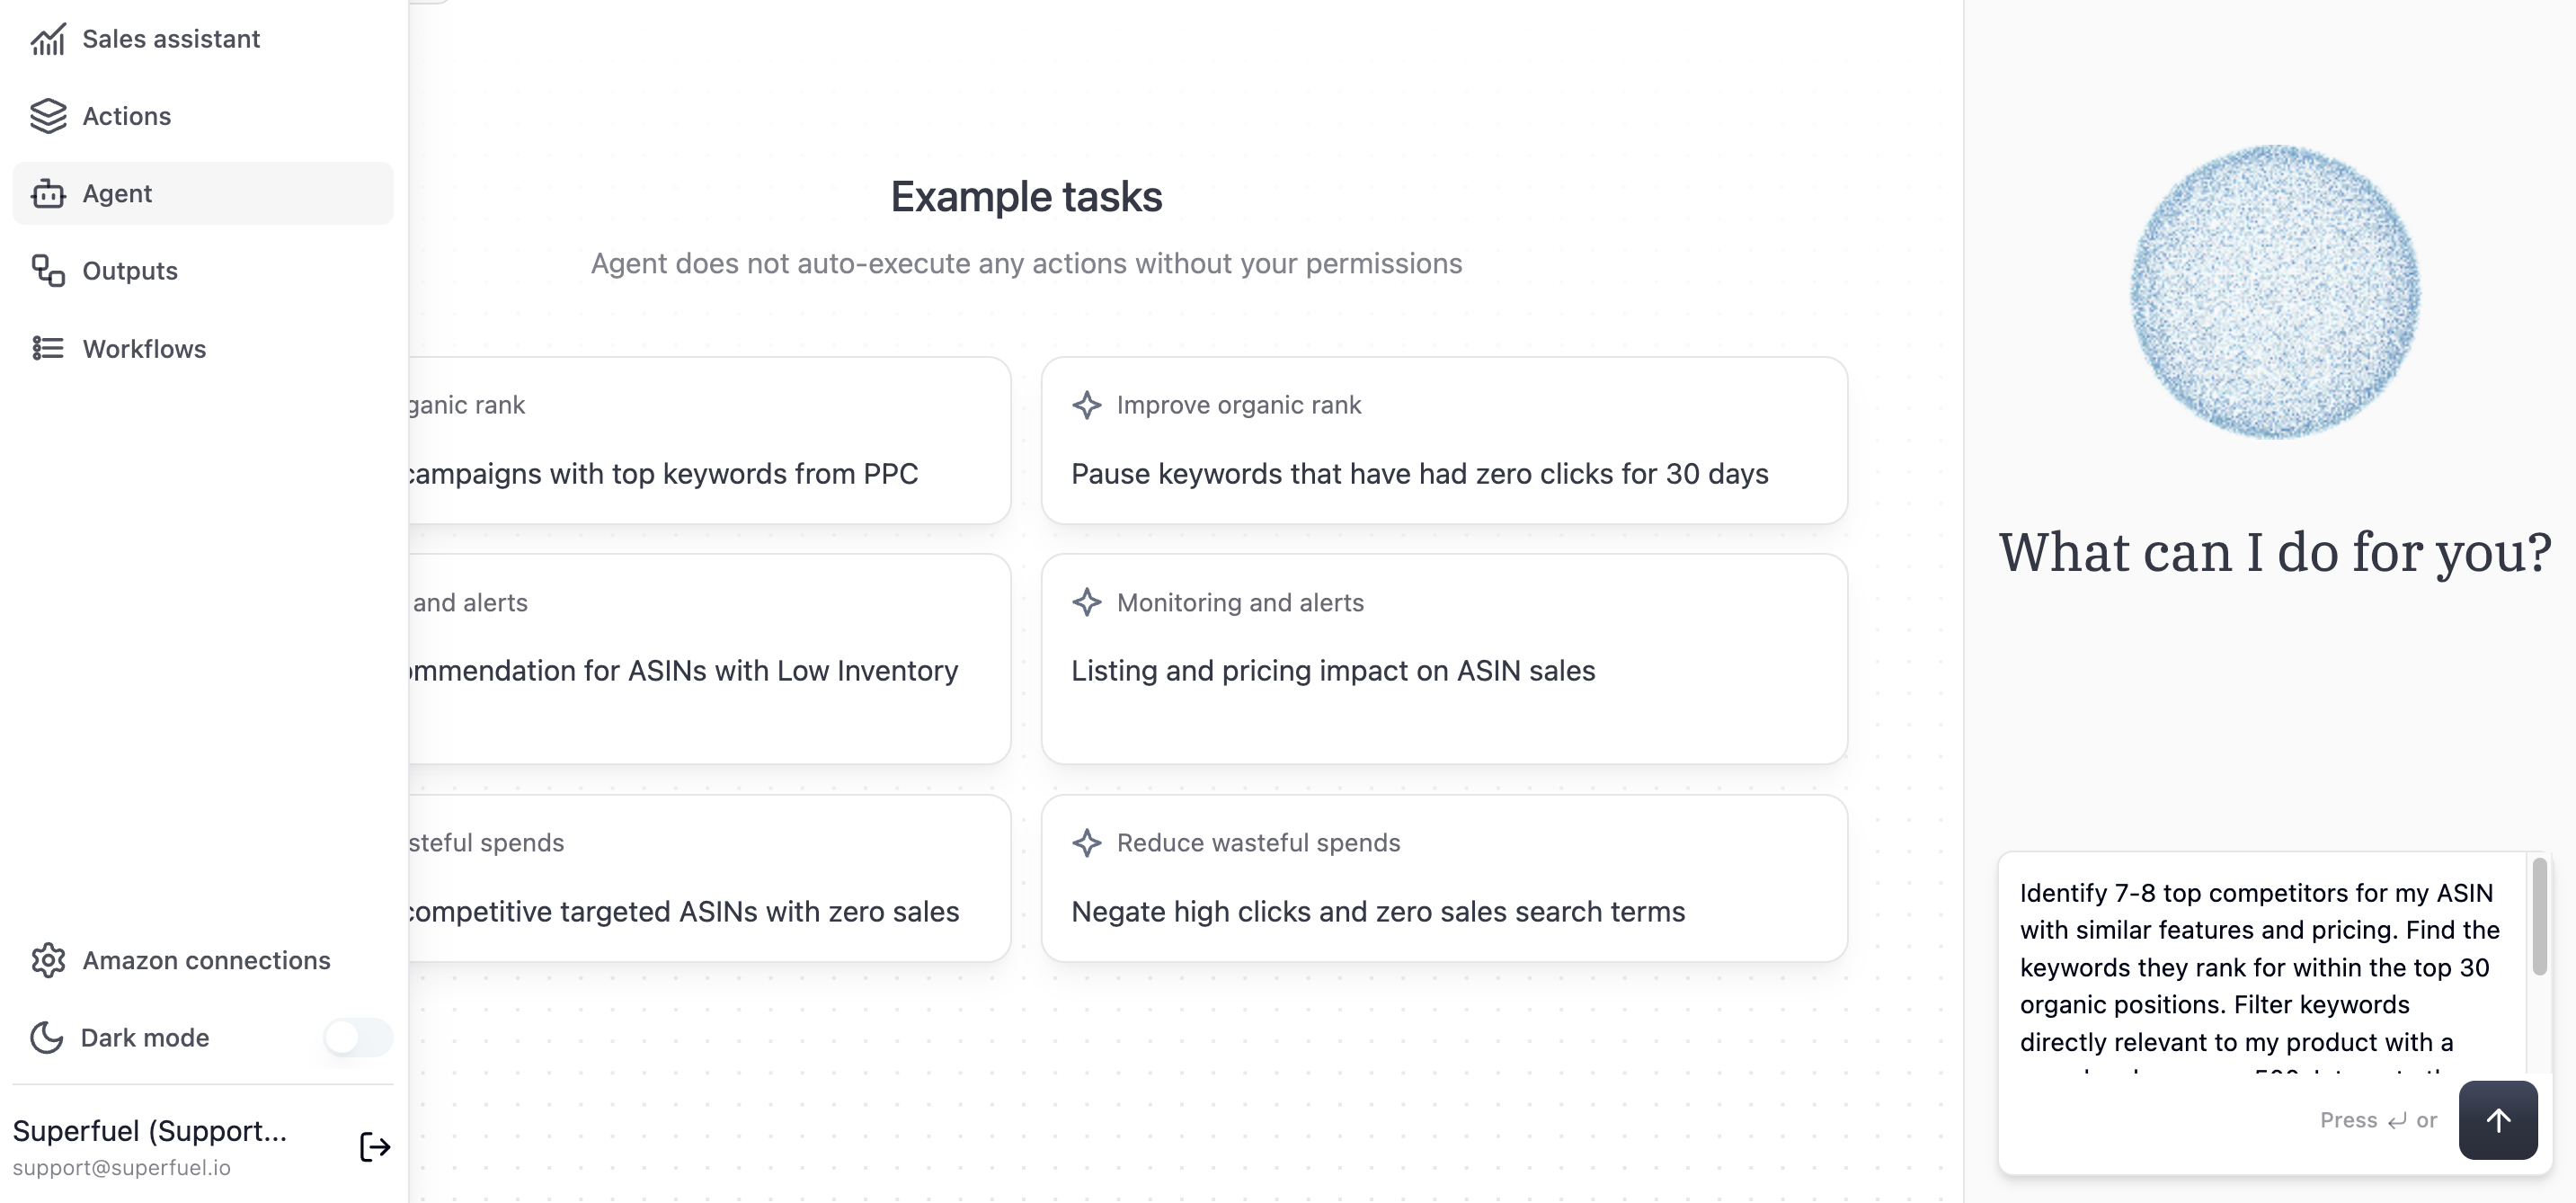 Sales assistant
Actions
Agent
Outputs
Workflows
Amazon connections
Dark mode
Superfuel (Support...
support@superfuel.io
Example tasks
Agent does not auto-execute any actions without your permissions
rank
campaigns with top keywords from PPC
Improve organic rank
Pause keywords that have had zero clicks for 30 days
and alerts
for ASINs with Low Inventory
Monitoring and alerts
Listing and pricing impact on ASIN sales
spends
competitive targeted ASINs with zero sales
Reduce wasteful spends
Negate high clicks and zero sales search terms
What can I do for you?
Identify 7-8 top competitors for my ASIN
with similar features and pricing. Find the
keywords they rank for within the top 30
organic positions. Filter keywords
directly relevant to my product with a
Press ↵ or